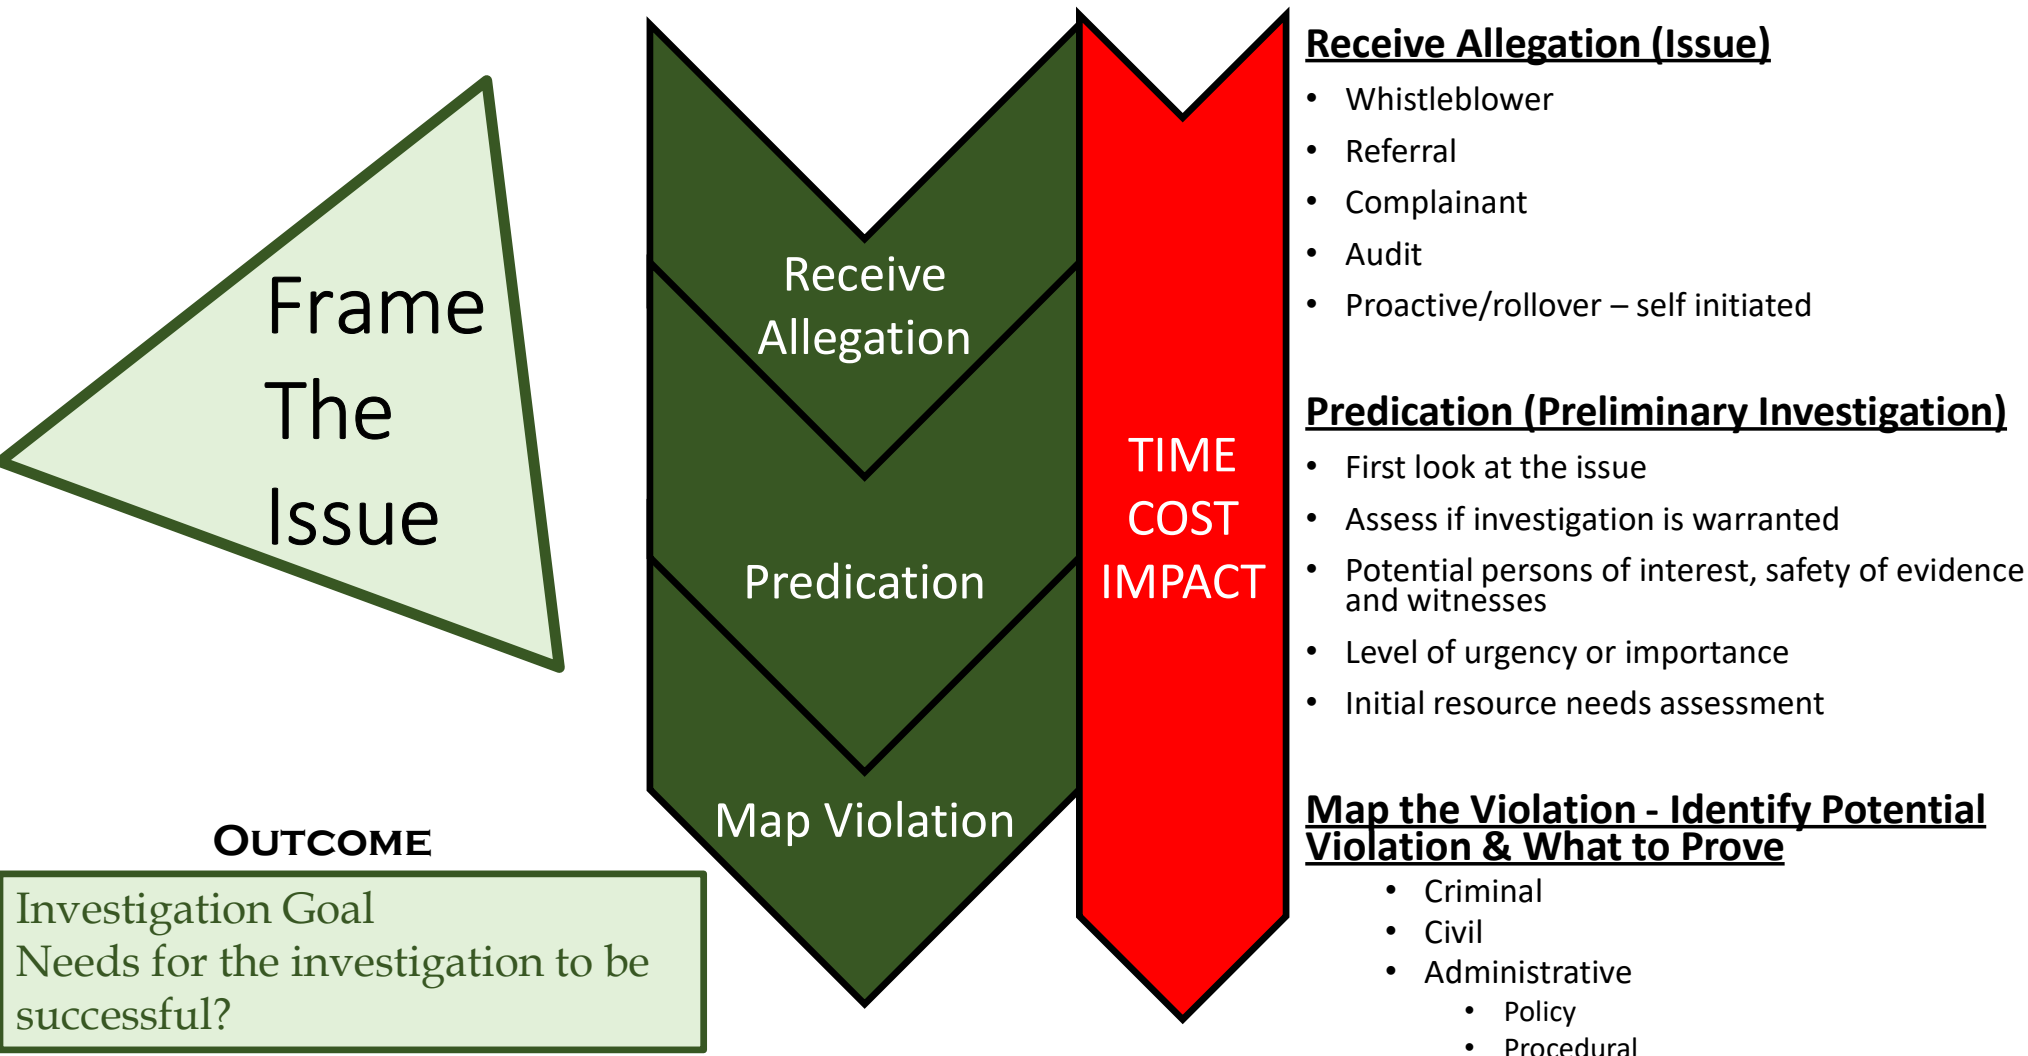 Frame
The
Issue
OUTCOME
Investigation Goal
Needs for the investigation to be
successful?
Receive
Allegation
Predication
Map Violation
TIME
COST
IMPACT
Receive Allegation (Issue)
• Whistleblower
• Referral
• Complainant
• Audit
• Proactive/rollover – self initiated
Predication (Preliminary Investigation)
• First look at the issue
• Assess if investigation is warranted
• Potential persons of interest, safety of evidence
and witnesses
• Level of urgency or importance
• Initial resource needs assessment
Map the Violation - Identify Potential
Violation & What to Prove
• Criminal
• Civil
• Administrative
• Policy
• Procedural